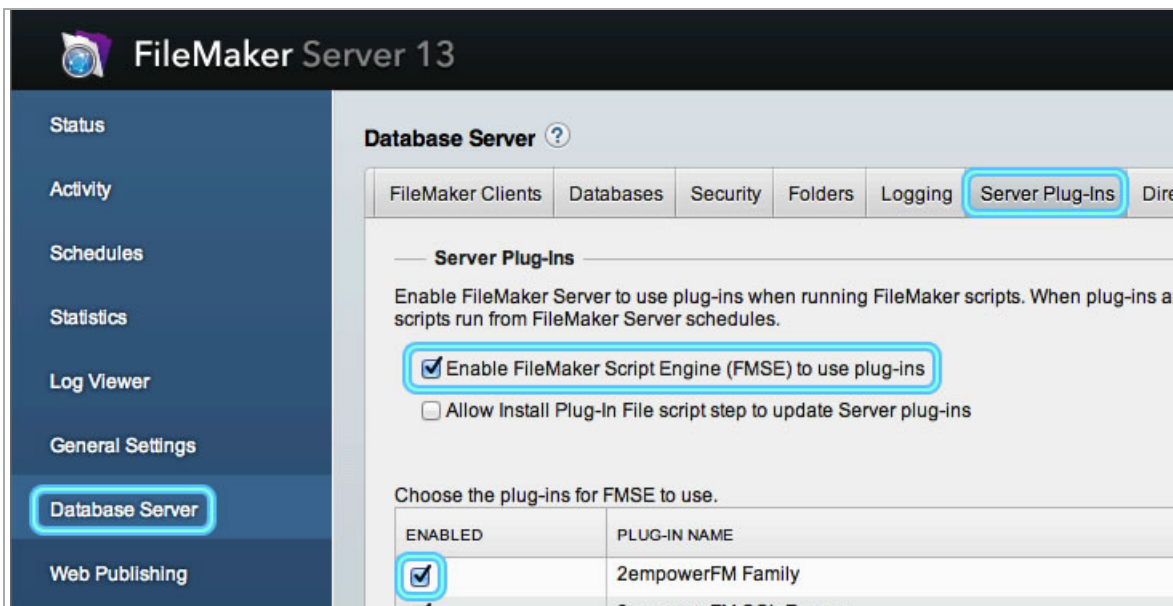 FileMaker Server 13
Status
Activity
Schedules
Statistics
Log Viewer
General Settings
Database Server
Web Publishing
Database Server ?
FileMaker Clients Databases Security Folders Logging Server Plug-Ins Dire
Server Plug-Ins
Enable FileMaker Server to use plug-ins when running FileMaker scripts. When plug-ins a
scripts run from FileMaker Server schedules.
Enable FileMaker Script Engine (FMSE) to use plug-ins
Allow Install Plug-In File script step to update Server plug-ins
Choose the plug-ins for FMSE to use.
ENABLED PLUG-IN NAME
2empowerFM Family